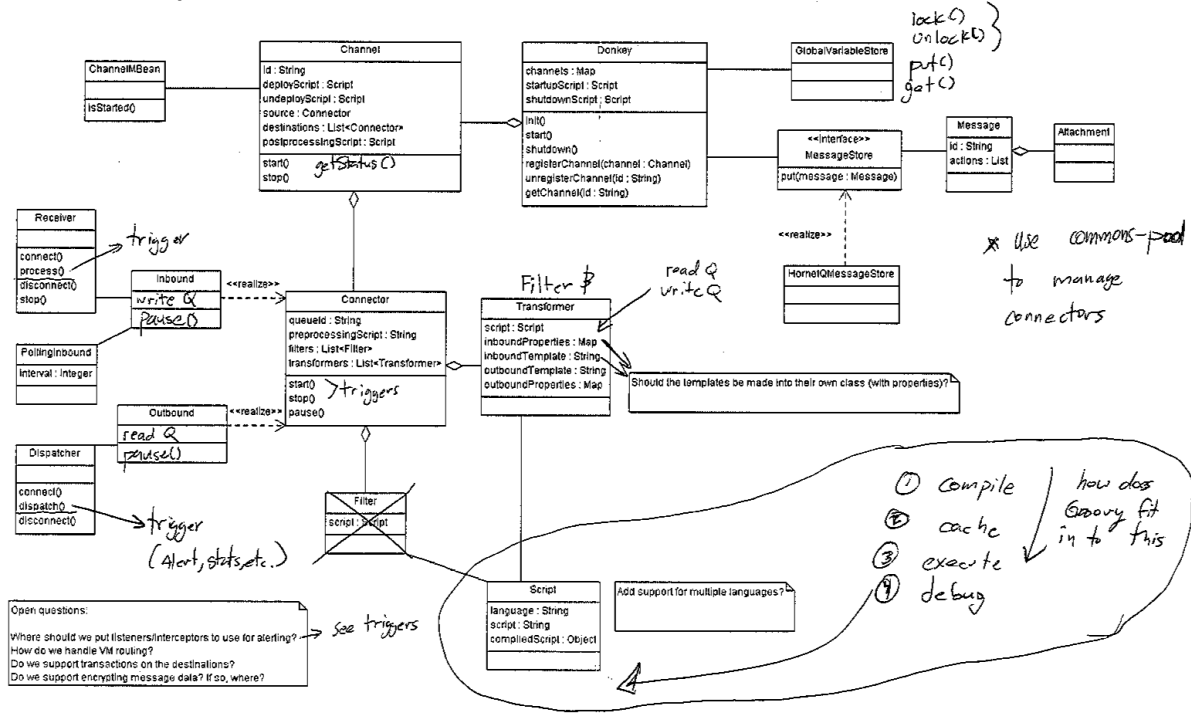 ChannelMBean
isStarted()
Channel
id : String
deployScript : Script
undeployScript : Script
source : Connector
destinations : List<Connector>
postprocessingScript : Script
start()
stop()
getStatus()
Donkey
channels : Map
startupScript : Script
shutdownScript : Script
init()
start()
shutdown()
registerChannel(channel : Channel)
unregisterChannel(id : String)
getChannel(id : String)
GlobalVariableStore
lock()
unlock()
put()
get()
<<interface>>
MessageStore
put(message : Message)
Message
id : String
actions : List
Attachment
<<realize>>
HornetQMessageStore
* Use commons-pool
to manage
connectors
Receiver
connect()
process()
disconnect()
stop()
trigger
Inbound
write Q
pause()
<<realize>>
PollingInbound
interval : Integer
Connector
queueId : String
preprocessingScript : String
filters : List<Filter>
transformers : List<Transformer>
start()
stop()
pause()
> triggers
Filter &
Transformer
script : Script
inboundProperties : Map
inboundTemplate : String
outboundTemplate : String
outboundProperties : Map
read Q
write Q
Should the templates be made into their own class (with properties)?
Outbound
read Q
pause()
<<realize>>
Dispatcher
connect()
dispatch()
disconnect()
trigger
(Alert, stats, etc.)
Filter
script : Script
① compile
② cache
③ execute
④ debug
how does
Groovy fit
in to this
Script
language : String
script : String
compiledScript : Object
Add support for multiple languages?
Open questions:
Where should we put listeners/interceptors to use for alerting?
see triggers
How do we handle VM routing?
Do we support transactions on the destinations?
Do we support encrypting message data? If so, where?